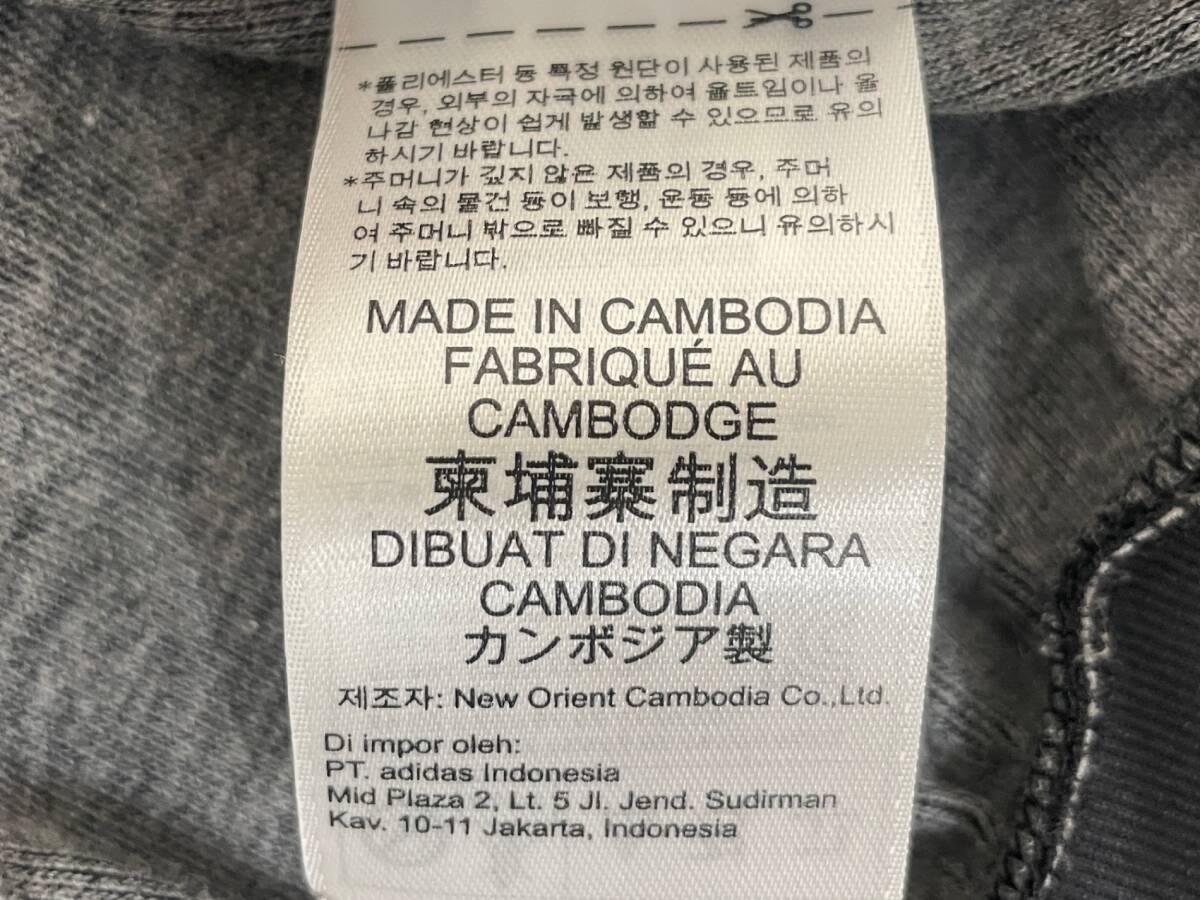 *폴리에스터 등 특정 원단이 사용된 제품의
경우, 외부의 자극에 의하여 올트임이나 올
나감 현상이 쉽게 발생할 수 있으므로 유의
하시기 바랍니다.
*주머니가 깊지 않은 제품의 경우, 주머
니 속의 물건 등이 보행, 운동 등에 의하
여 주머니 밖으로 빠질 수 있으니 유의하시
기 바랍니다.
MADE IN CAMBODIA
FABRIQUÉ AU
CAMBODGE
柬埔寨制造
DIBUAT DI NEGARA
CAMBODIA
カンボジア製
제조자: New Orient Cambodia Co.,Ltd.
Di impor oleh:
PT. adidas Indonesia
Mid Plaza 2, Lt. 5 Jl. Jend. Sudirman
Kav. 10-11 Jakarta, Indonesia